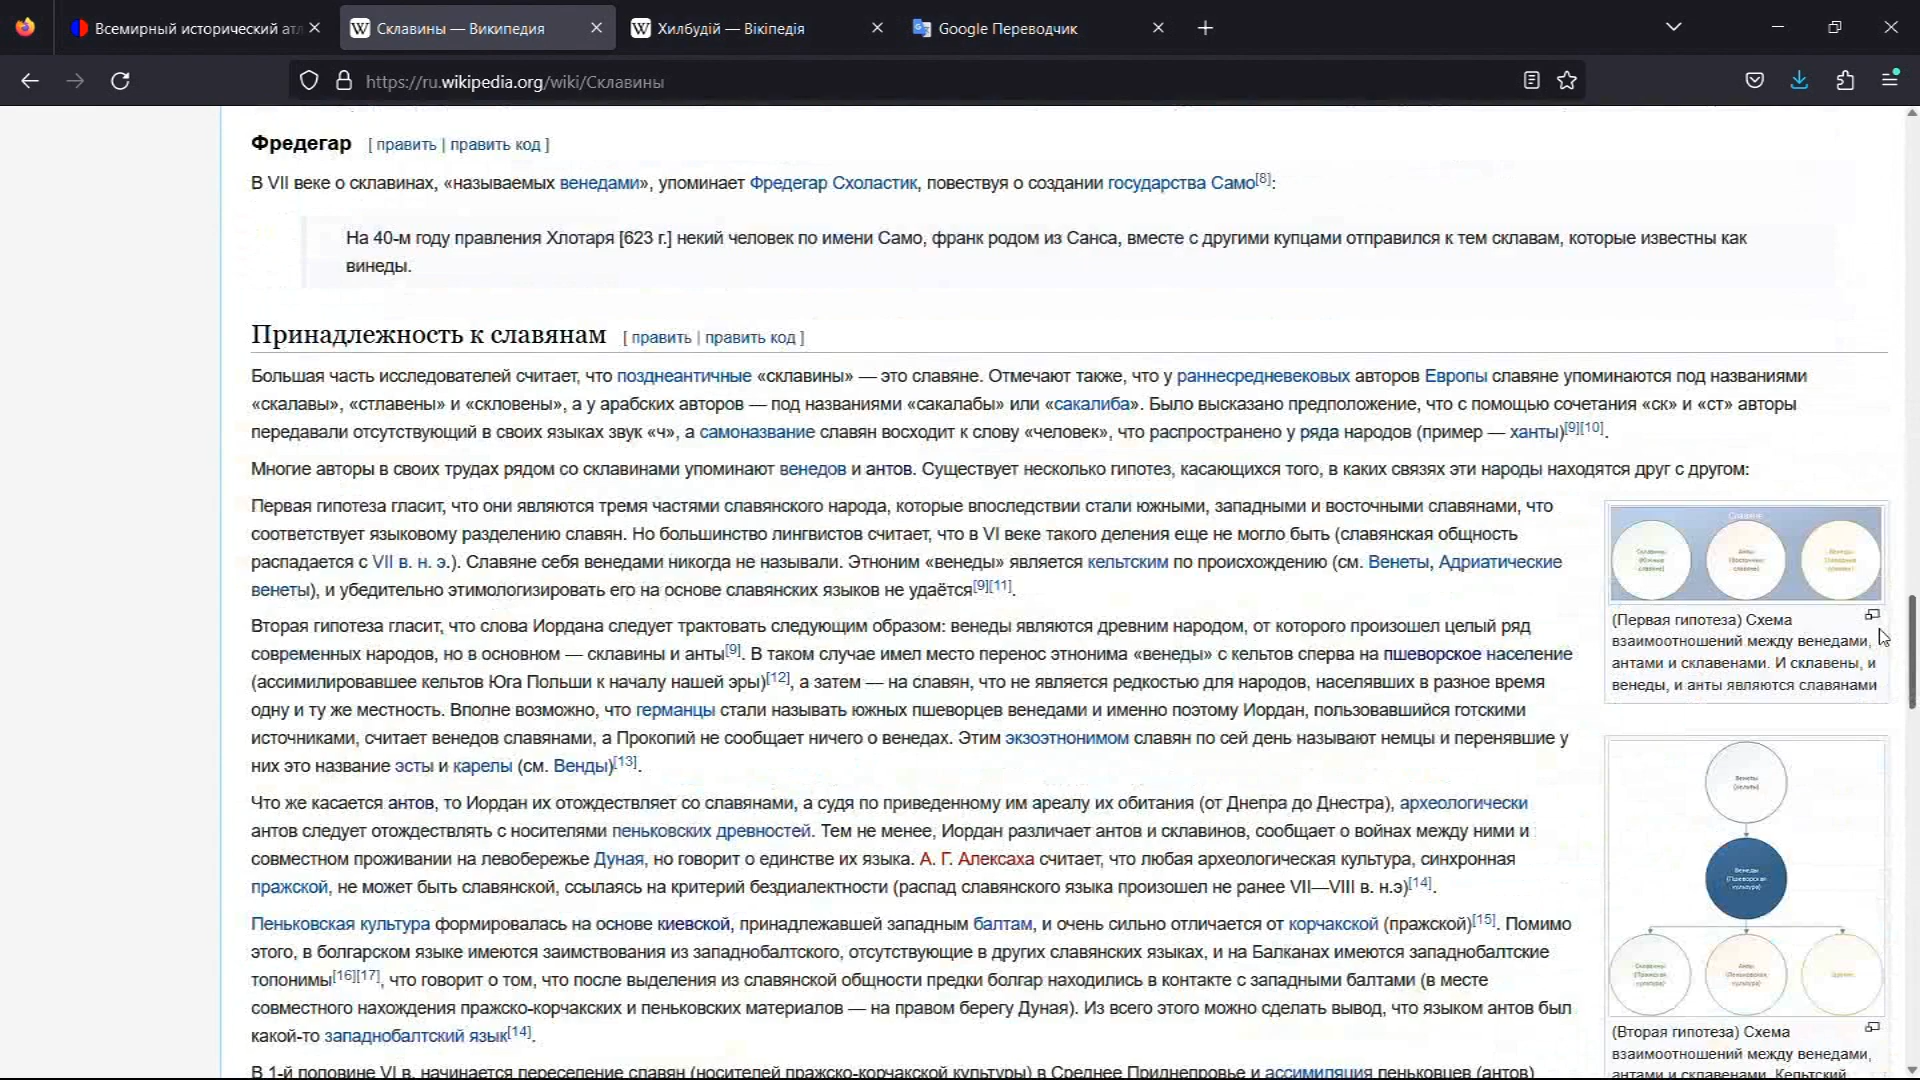 Всемирный исторический атл
Склавины — Википедия
Хилбудій — Вікіпедія
Google Переводчик
https://ru.wikipedia.org/wiki/Склавины
Фредегар [ править | править код ]
В VII веке о склавинах, «называемых венедами», упоминает Фредегар Схоластик, повествуя о создании государства Само[8]:
На 40-м году правления Хлотаря [623 г.] некий человек по имени Само, франк родом из Санса, вместе с другими купцами отправился к тем склавам, которые известны как
винеды.
Принадлежность к славянам [ править | править код ]
Большая часть исследователей считает, что позднеантичные «склавины» — это славяне. Отмечают также, что у раннесредневековых авторов Европы славяне упоминаются под названиями
«скалавы», «стлавены» и «скловены», а у арабских авторов — под названиями «сакалабы» или «сакалиба». Было высказано предположение, что с помощью сочетания «ск» и «ст» авторы
передавали отсутствующий в своих языках звук «ч», а самоназвание славян восходит к слову «человек», что распространено у ряда народов (пример — ханты)[9][10].
Многие авторы в своих трудах рядом со склавинами упоминают венедов и антов. Существует несколько гипотез, касающихся того, в каких связях эти народы находятся друг с другом:
Первая гипотеза гласит, что они являются тремя частями славянского народа, которые впоследствии стали южными, западными и восточными славянами, что
соответствует языковому разделению славян. Но большинство лингвистов считает, что в VI веке такого деления еще не могло быть (славянская общность
распадается с VII в. н. э.). Славяне себя венедами никогда не называли. Этноним «венеды» является кельтским по происхождению (см. Венеты, Адриатические
венеты), и убедительно этимологизировать его на основе славянских языков не удаётся[9][11].
Вторая гипотеза гласит, что слова Иордана следует трактовать следующим образом: венеды являются древним народом, от которого произошел целый ряд
современных народов, но в основном — склавины и анты[9]. В таком случае имел место перенос этнонима «венеды» с кельтов сперва на пшеворское население
(ассимилировавшее кельтов Юга Польши к началу нашей эры)[12], а затем — на славян, что не является редкостью для народов, населявших в разное время
одну и ту же местность. Вполне возможно, что германцы стали называть южных пшеворцев венедами и именно поэтому Иордан, пользовавшийся готскими
источниками, считает венедов славянами, а Прокопий не сообщает ничего о венедах. Этим экзоэтнонимом славян по сей день называют немцы и перенявшие у
них это название эсты и карелы (см. Венды)[13].
Что же касается антов, то Иордан их отождествляет со славянами, а судя по приведенному им ареалу их обитания (от Днепра до Днестра), археологически
антов следует отождествлять с носителями пеньковских древностей. Тем не менее, Иордан различает антов и склавинов, сообщает о войнах между ними и
совместном проживании на левобережье Дуная, но говорит о единстве их языка. А. Г. Алексаха считает, что любая археологическая культура, синхронная
пражской, не может быть славянской, ссылаясь на критерий бездиалектности (распад славянского языка произошел не ранее VII—VIII в. н.э)[14].
Пеньковская культура формировалась на основе киевской, принадлежавшей западным балтам, и очень сильно отличается от корчакской (пражской)[15]. Помимо
этого, в болгарском языке имеются заимствования из западнобалтского, отсутствующие в других славянских языках, и на Балканах имеются западнобалтские
топонимы[16][17], что говорит о том, что после выделения из славянской общности предки болгар находились в контакте с западными балтами (в месте
совместного нахождения пражско-корчакских и пеньковских материалов — на правом берегу Дуная). Из всего этого можно сделать вывод, что языком антов был
какой-то западнобалтский язык[14].
В 1-й половине VI в. начинается переселение славян (носителей пражско-корчакской культуры) в Среднее Приднепровье и ассимиляция пеньковцев (антов)
(Первая гипотеза) Схема
взаимоотношений между венедами,
антами и склавенами. И склавены, и
венеды, и анты являются славянами
(Вторая гипотеза) Схема
взаимоотношений между венедами,
антами и склавенами. Кельтский